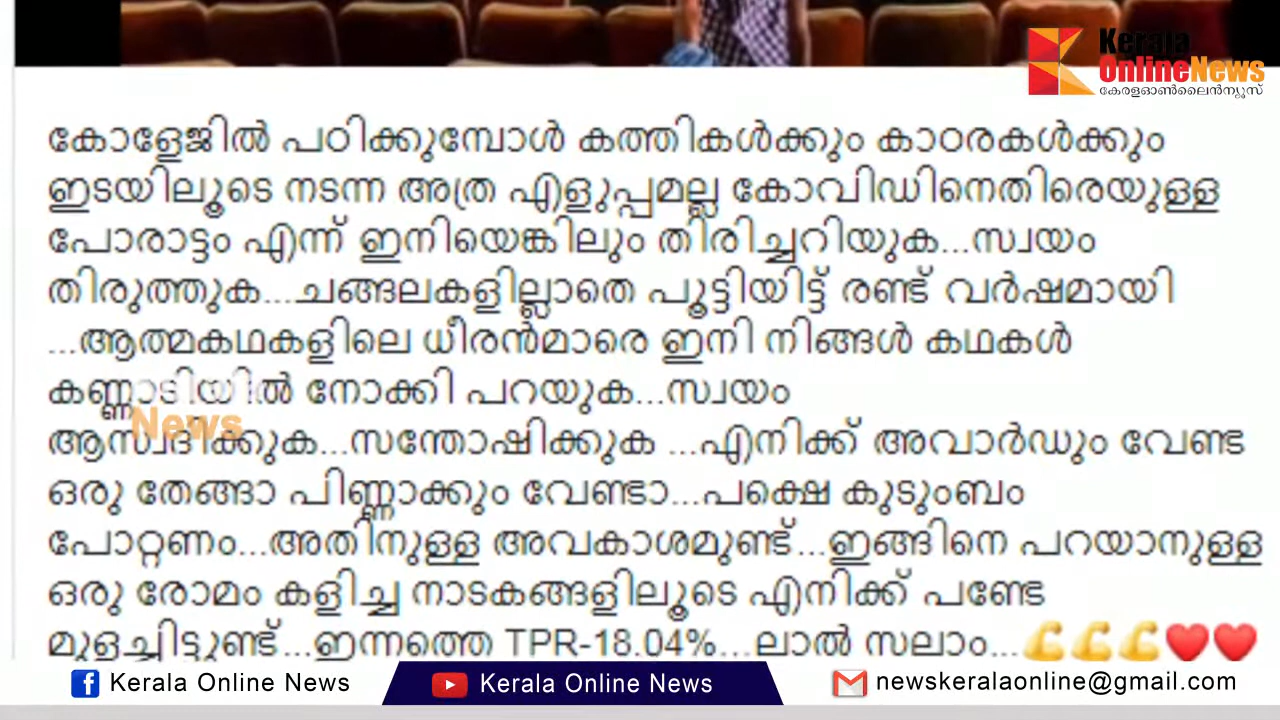 Kerala
OnlineNews
കേരളഓൺലൈൻന്യൂസ്
കോളേജിൽ പഠിക്കുമ്പോൾ കത്തികൾക്കും കഠാരകൾക്കും
ഇടയിലൂടെ നടന്ന അത്ര എളുപ്പമല്ല കോവിഡിനെതിരെയുള്ള
പോരാട്ടം എന്ന് ഇനിയെങ്കിലും തിരിച്ചറിയുക...സ്വയം
തിരുത്തുക...ചങ്ങലകളില്ലാതെ പൂട്ടിയിട്ട് രണ്ട് വർഷമായി
...ആത്മകഥകളിലെ ധീരൻമാരെ ഇനി നിങ്ങൾ കഥകൾ
കണ്ണാടിയിൽ നോക്കി പറയുക...സ്വയം
News
ആസ്വദിക്കുക...സന്തോഷിക്കുക ...എനിക്ക് അവാർഡും വേണ്ട
ഒരു തേങ്ങാ പിണ്ണാക്കും വേണ്ടാ...പക്ഷെ കുടുംബം
പോറ്റണം...അതിനുള്ള അവകാശമുണ്ട്...ഇങ്ങിനെ പറയാനുള്ള
ഒരു രോമം കളിച്ച നാടകങ്ങളിലൂടെ എനിക്ക് പണ്ടേ
മുളച്ചിട്ടുണ്ട്...ഇന്നത്തെ TPR-18.04%...ലാൽ സലാം...💪💪💪❤️❤️
Kerala Online News
Kerala Online News
newskeralaonline@gmail.com